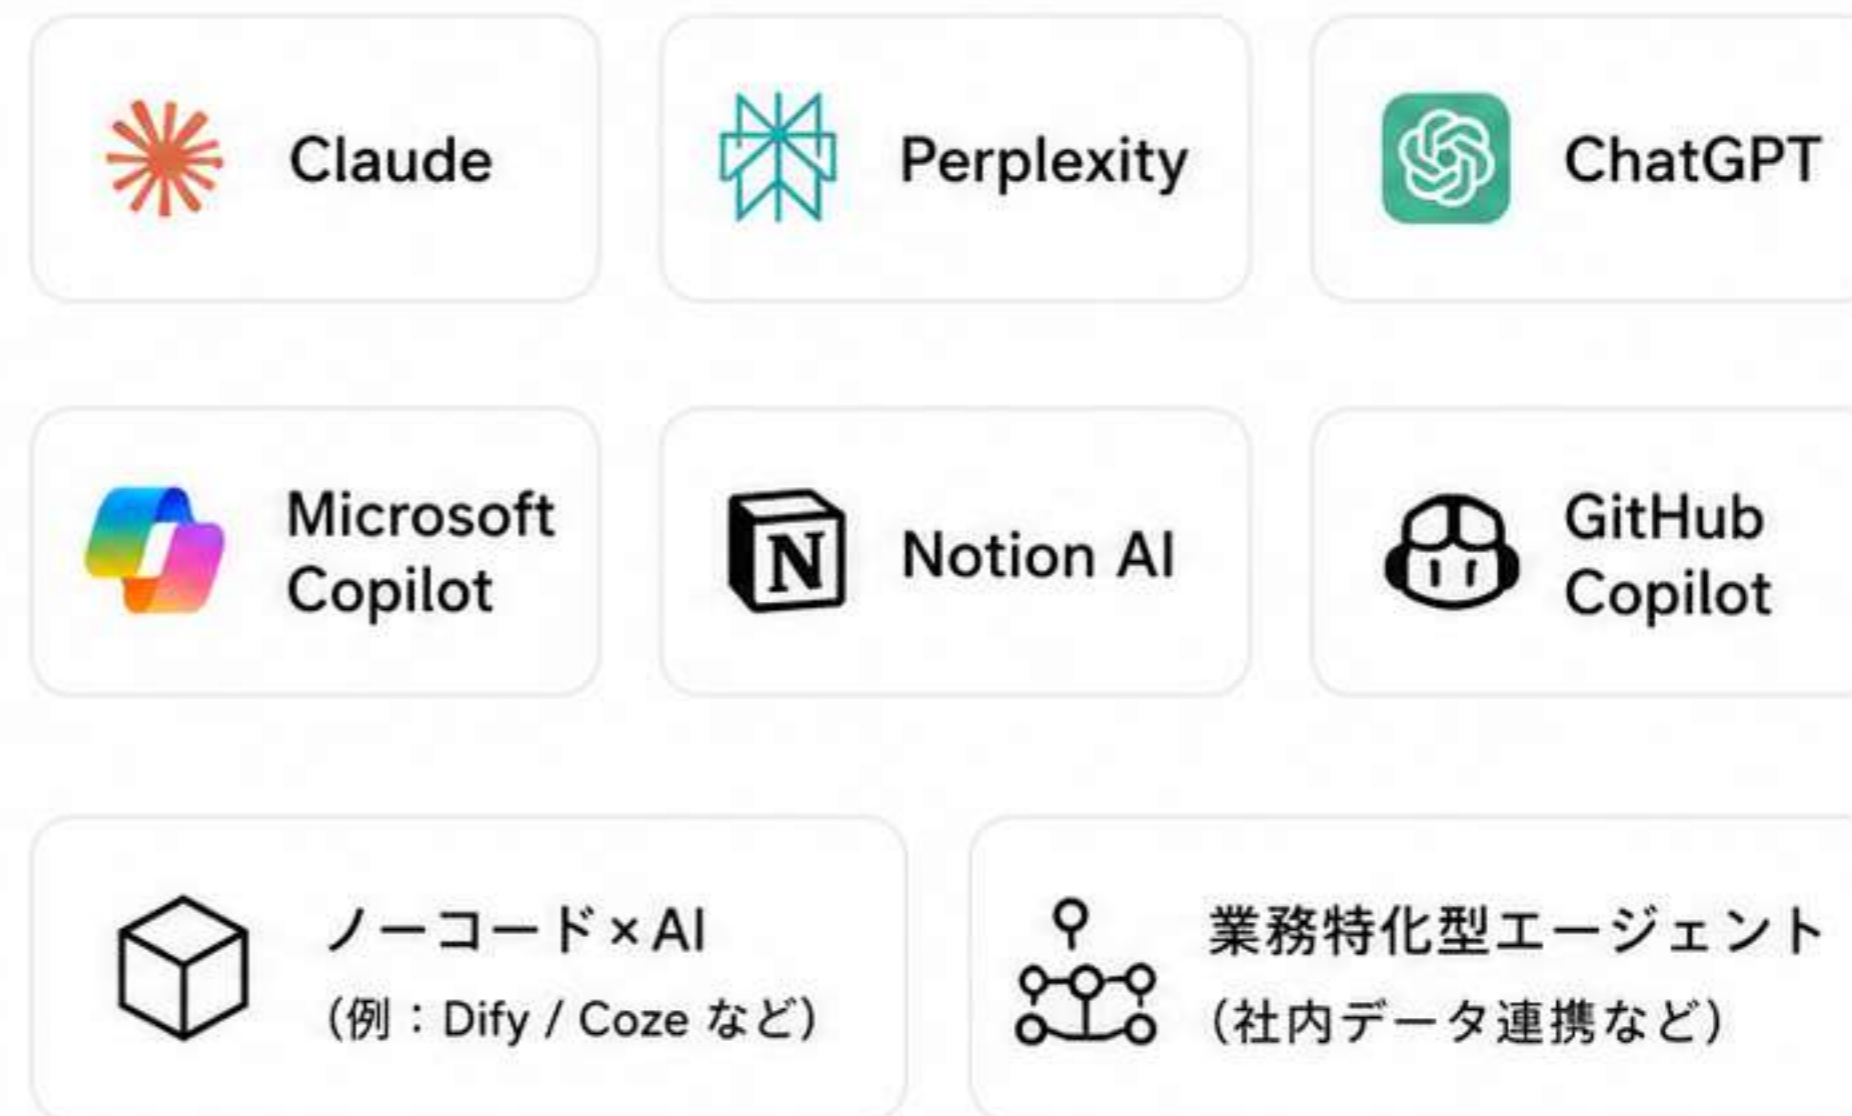 Claude
Perplexity
ChatGPT
Microsoft
Copilot
N
Notion AI
GitHub
Copilot
ノーコード×AI
（例：Dify / Coze など）
業務特化型エージェント
（社内データ連携など）